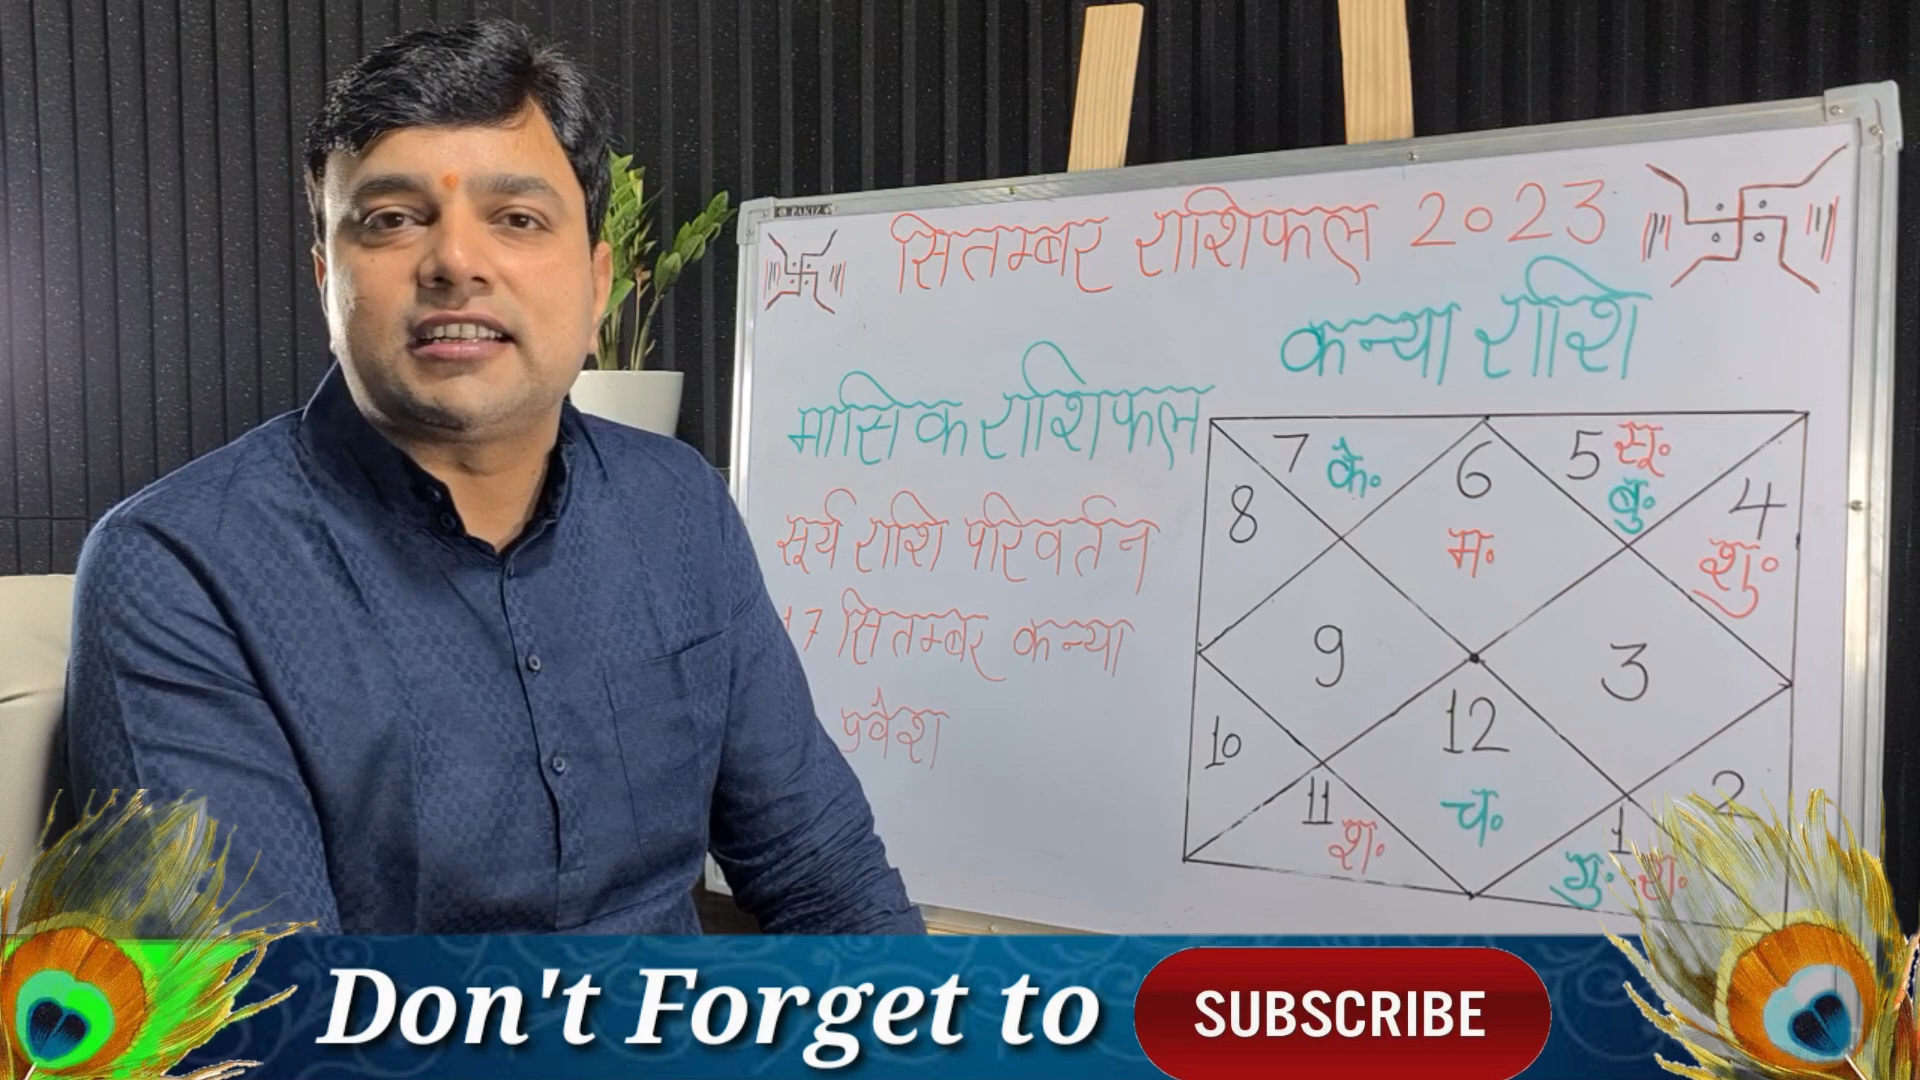 सितम्बर राशिफल 2023
कन्या राशि
मासिक राशिफल
सूर्य राशि परिवर्तन
17 सितम्बर कन्या
प्रवेश
7 के॰
6
5 सू॰
बु॰
8
4
म॰
शु॰
9
3
10
12
2
11
च॰
1
श॰
गु॰ रा॰
Don't Forget to SUBSCRIBE